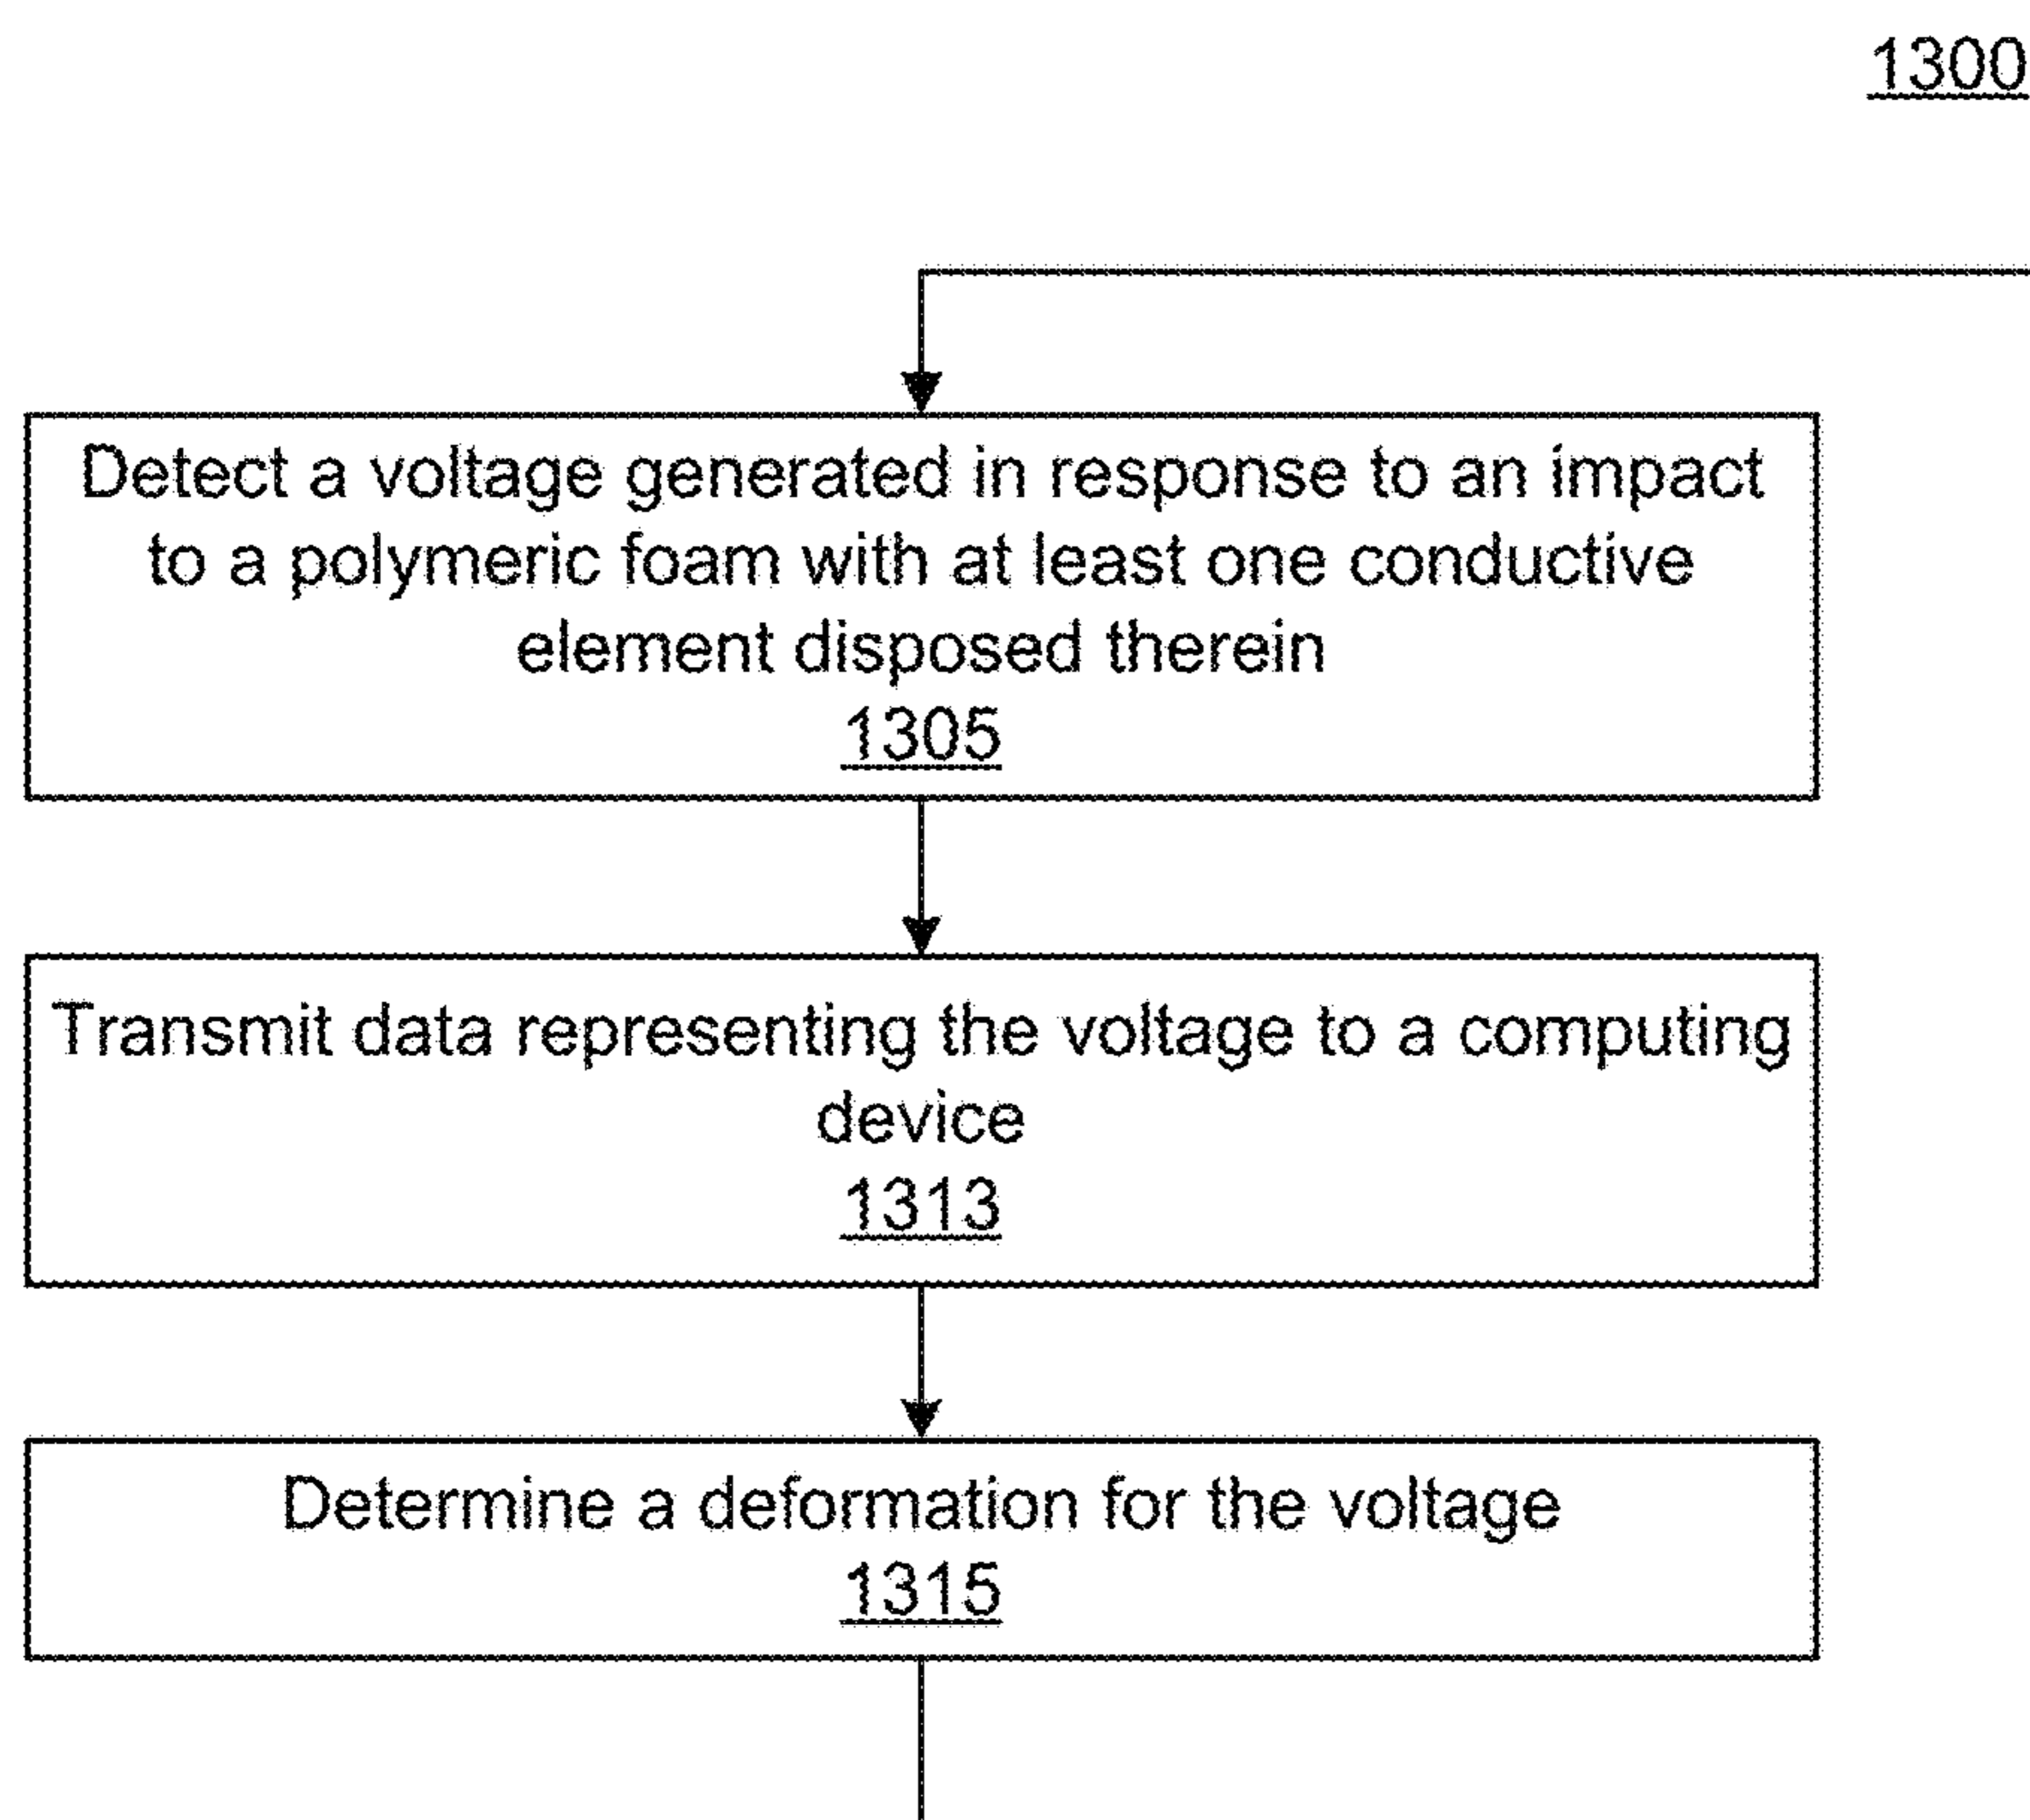 1300
Detect a voltage generated in response to an impact
to a polymeric foam with at least one conductive
element disposed therein
1305
Transmit data representing the voltage to a computing
device
1313
Determine a deformation for the voltage
1315